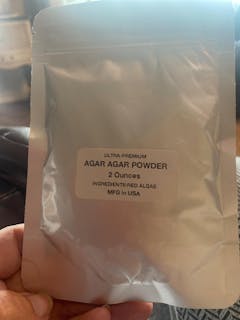 ULTRA-PREMIUM
AGAR AGAR POWDER
2 Ounces
INGREDIENTS:RED ALGAE
MFG in USA